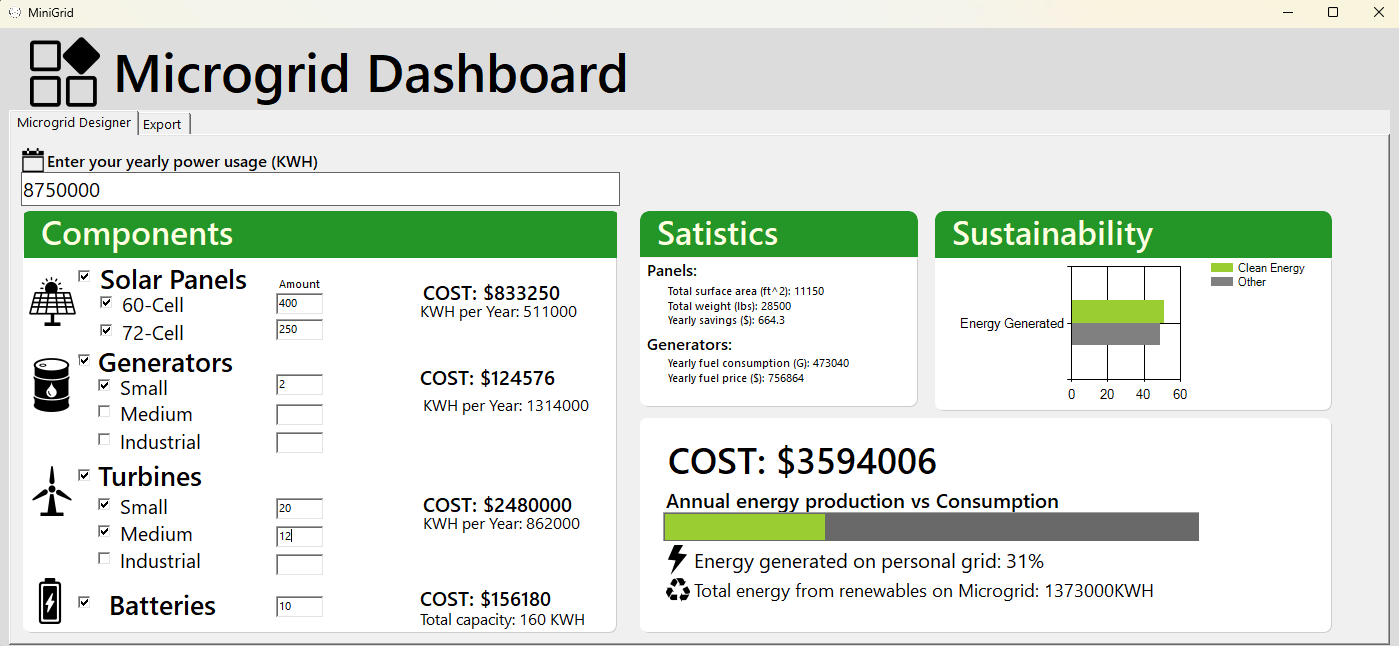 MiniGrid
Microgrid Dashboard
Microgrid Designer
Export
Enter your yearly power usage (KWH)
8750000
Components
Solar Panels
Amount
60-Cell
400
72-Cell
250
COST: $833250
KWH per Year: 511000
Generators
Small
2
Medium
Industrial
COST: $124576
KWH per Year: 1314000
Turbines
Small
20
Medium
12
Industrial
COST: $2480000
KWH per Year: 862000
Batteries
10
COST: $156180
Total capacity: 160 KWH
Satistics
Panels:
Total surface area (ft^2): 11150
Total weight (lbs): 28500
Yearly savings ($): 664.3
Generators:
Yearly fuel consumption (G): 473040
Yearly fuel price ($): 756864
Sustainability
Clean Energy
Other
Energy Generated
0 20 40 60
COST: $3594006
Annual energy production vs Consumption
Energy generated on personal grid: 31%
Total energy from renewables on Microgrid: 1373000KWH